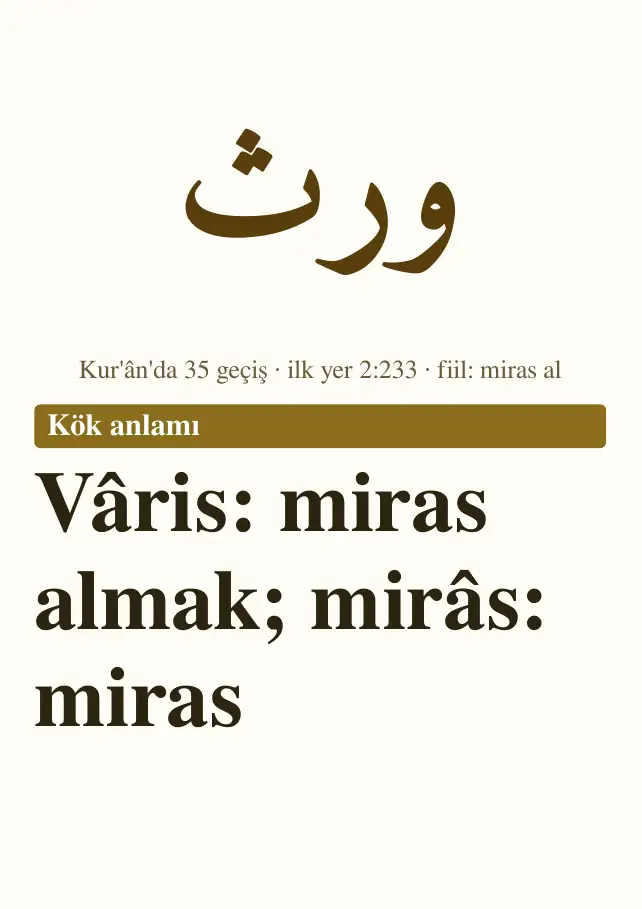 ورث
Kur'ân'da 35 geçiş · ilk yer 2:233 · fiil: miras al
Kök anlamı
Vâris: miras
almak; mirâs:
miras